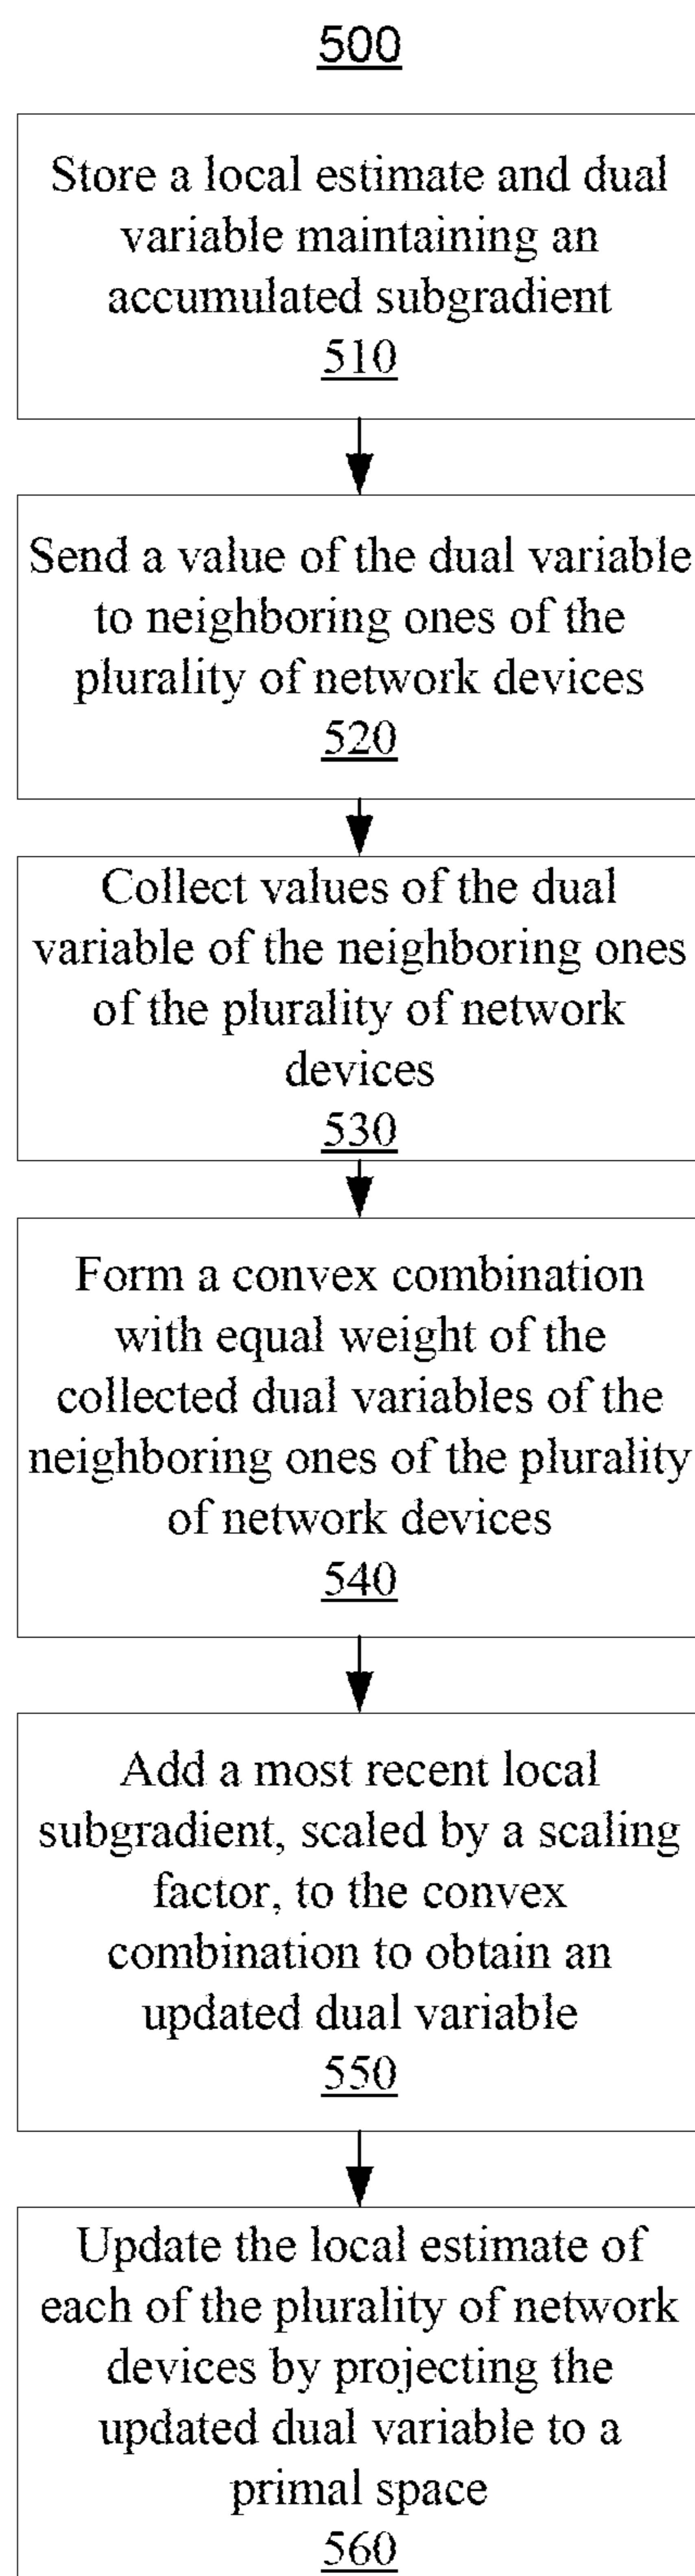 500
Store a local estimate and dual
variable maintaining an
accumulated subgradient
510
Send a value of the dual variable
to neighboring ones of the
plurality of network devices
520
Collect values of the dual
variable of the neighboring ones
of the plurality of network
devices
530
Form a convex combination
with equal weight of the
collected dual variables of the
neighboring ones of the plurality
of network devices
540
Add a most recent local
subgradient, scaled by a scaling
factor, to the convex
combination to obtain an
updated dual variable
550
Update the local estimate of
each of the plurality of network
devices by projecting the
updated dual variable to a
primal space
560